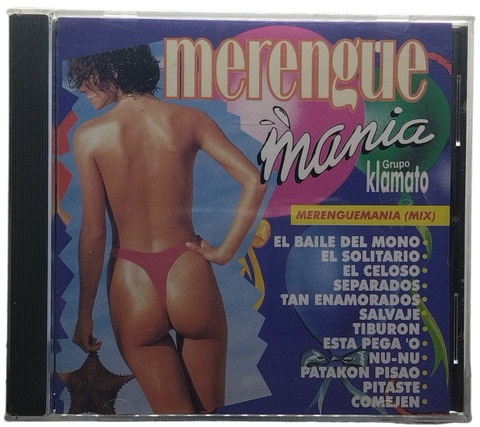 merengue
mania
Grupo
klamato
MERENGUEMANIA (MIX)
EL BAILE DEL MONO •
EL SOLITARIO •
EL CELOSO •
SEPARADOS •
TAN ENAMORADOS •
SALVAJE •
TIBURON •
ESTA PEGA 'O •
NU-NU •
PATAKON PISAO •
PITASTE •
COMEJEN •